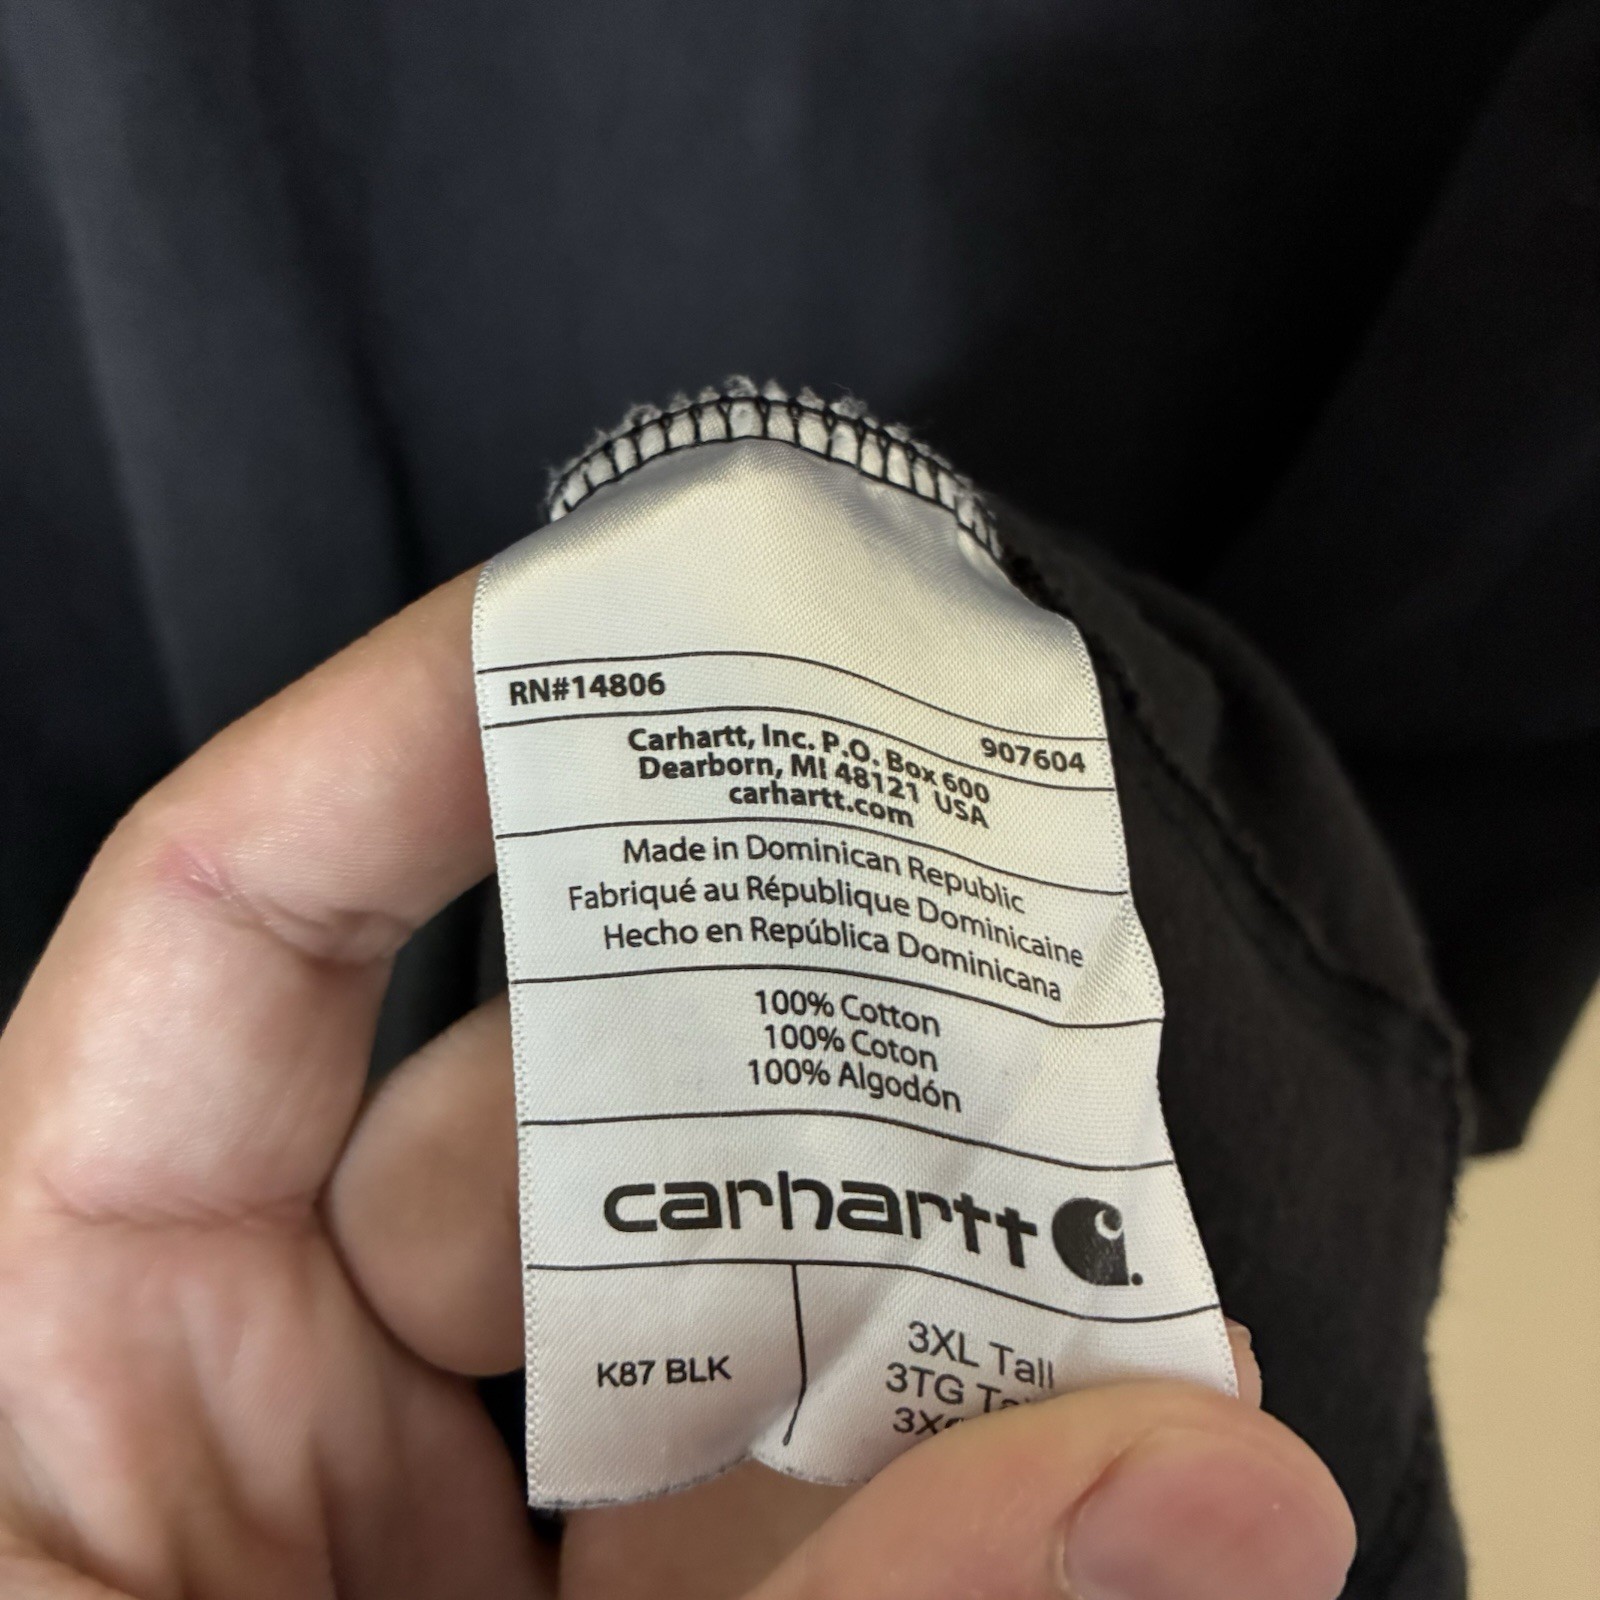 RN#14806
907604
Carhartt, Inc. P.O. Box 600
Dearborn, MI 48121 USA
carhartt.com
Made in Dominican Republic
Fabriqué au République Dominicaine
Hecho en República Dominicana
100% Cotton
100% Coton
100% Algodón
carhartt
K87 BLK
3XL Tall
3TG